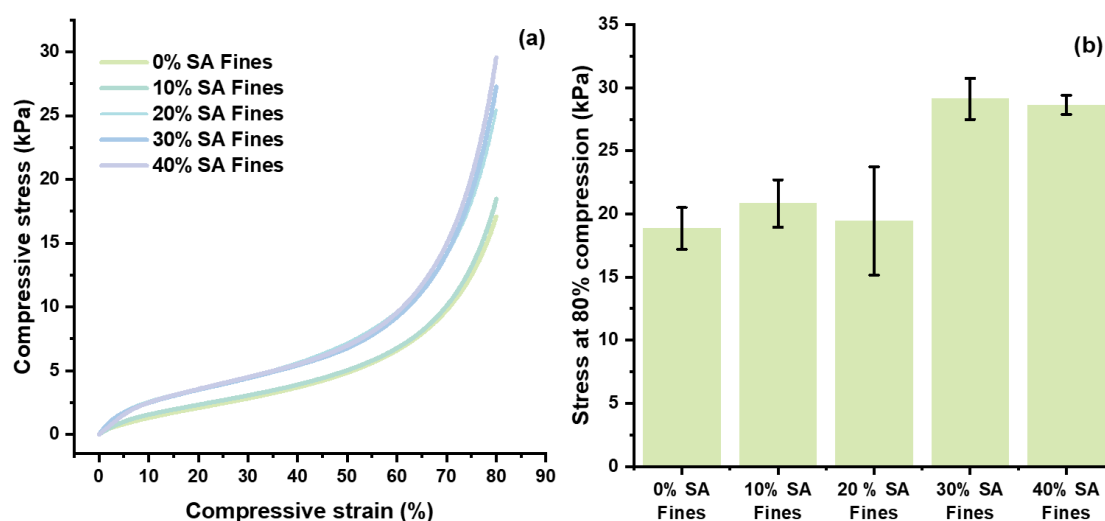 (a)
0% SA Fines
10% SA Fines
20% SA Fines
30% SA Fines
40% SA Fines
Compressive stress (kPa)
30
25
20
15
10
5
0
0 10 20 30 40 50 60 70 80 90
Compressive strain (%)
(b)
Stress at 80% compression (kPa)
35
30
25
20
15
10
5
0
0% SA Fines
10% SA Fines
20 % SA Fines
30% SA Fines
40% SA Fines